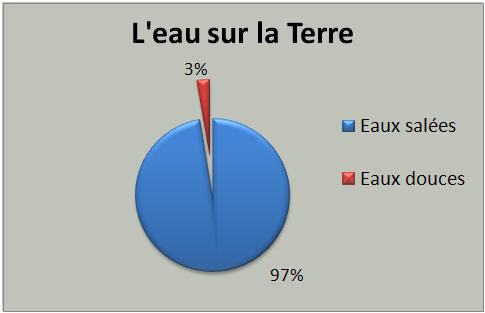 L'eau sur la Terre
3%
Eaux salées
Eaux douces
97%